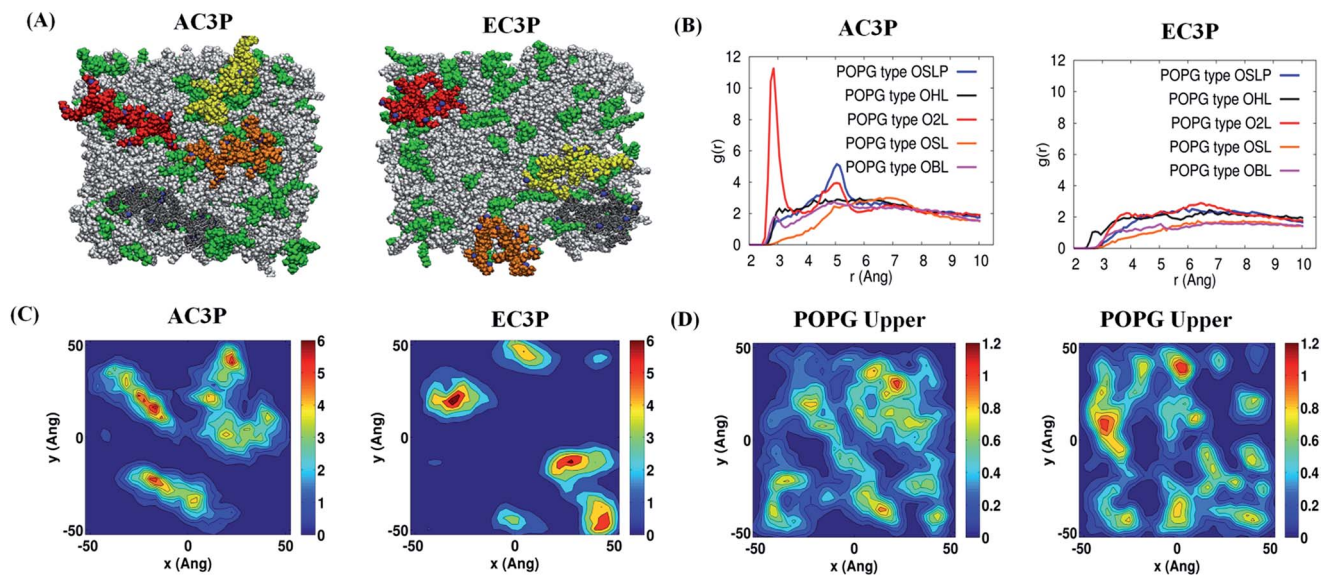 (A)
AC3P
EC3P
(B)
AC3P
EC3P
12
10
8
6
4
2
0
g(r)
POPG type OSLP
POPG type OHL
POPG type O2L
POPG type OSL
POPG type OBL
2 3 4 5 6 7 8 9 10
r (Ang)
12
10
8
6
4
2
0
g(r)
POPG type OSLP
POPG type OHL
POPG type O2L
POPG type OSL
POPG type OBL
2 3 4 5 6 7 8 9 10
r (Ang)
(C)
AC3P
EC3P
50
0
-50
y (Ang)
-50 0 50
x (Ang)
6
5
4
3
2
1
0
50
0
-50
y (Ang)
-50 0 50
x (Ang)
6
5
4
3
2
1
0
(D)
POPG Upper
POPG Upper
50
0
-50
y (Ang)
-50 0 50
x (Ang)
1.2
1
0.8
0.6
0.4
0.2
0
50
0
-50
y (Ang)
-50 0 50
x (Ang)
1.2
1
0.8
0.6
0.4
0.2
0